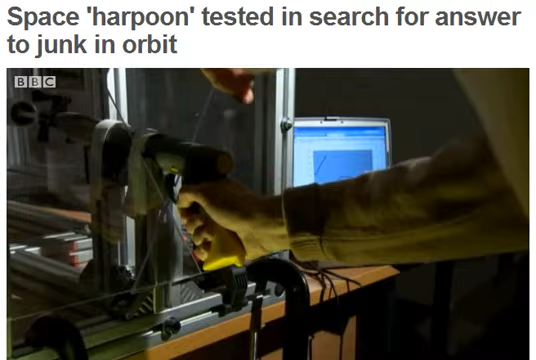 Space 'harpoon' tested in search for answer
to junk in orbit
BBC